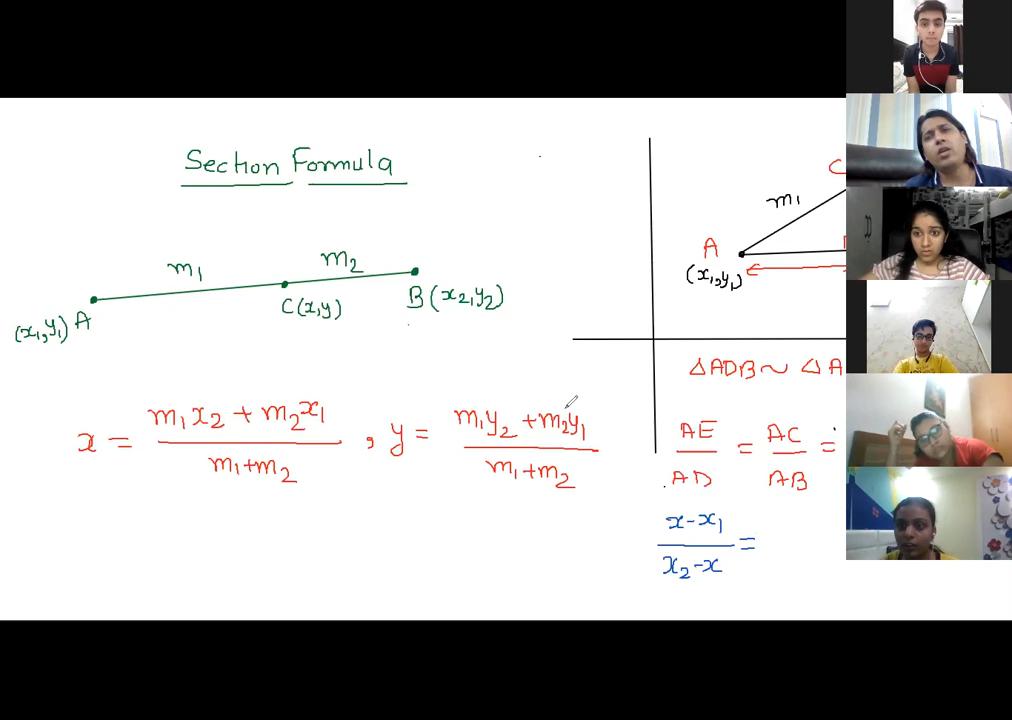 Section Formula
m1
m2
(x1,y1) A
C(x,y)
B(x2,y2)
x = m1x2 + m2x1 / m1+m2 , y = m1y2 + m2y1 / m1+m2
C
m1
A
(x1,y1)
△ADB ~ △A
AE / AD = AC / AB =
x-x1 / x2-x =